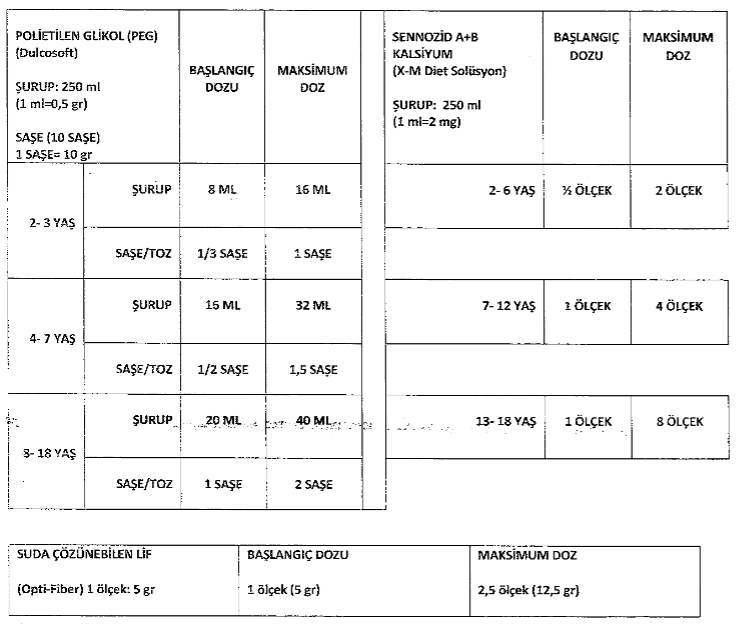 POLİETİLEN GLİKOL (PEG)
(Dulcosoft)
ŞURUP: 250 ml
(1 ml=0,5 gr)
SAŞE (10 SAŞE)
1 SAŞE= 10 gr
BAŞLANGIÇ
DOZU
MAKSİMUM
DOZ
2- 3 YAŞ
ŞURUP 8 ML 16 ML
SAŞE/TOZ 1/3 SAŞE 1 SAŞE
4- 7 YAŞ
ŞURUP 16 ML 32 ML
SAŞE/TOZ 1/2 SAŞE 1,5 SAŞE
8- 18 YAŞ
ŞURUP 20 ML 40 ML
SAŞE/TOZ 1 SAŞE 2 SAŞE
SENNOZİD A+B
KALSİYUM
(X-M Diet Solüsyon)
ŞURUP: 250 ml
(1 ml=2 mg)
BAŞLANGIÇ
DOZU
MAKSİMUM
DOZ
2- 6 YAŞ ½ ÖLÇEK 2 ÖLÇEK
7- 12 YAŞ 1 ÖLÇEK 4 ÖLÇEK
13- 18 YAŞ 1 ÖLÇEK 8 ÖLÇEK
SUDA ÇÖZÜNEBİLEN LİF BAŞLANGIÇ DOZU MAKSİMUM DOZ
(Opti-Fiber) 1 ölçek: 5 gr 1 ölçek (5 gr) 2,5 ölçek (12,5 gr)